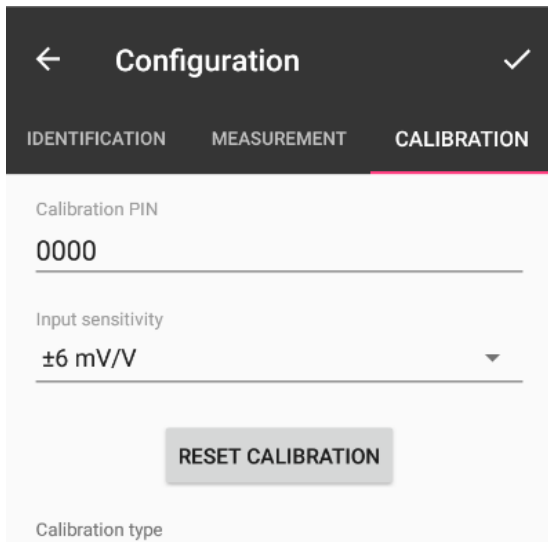 Configuration
IDENTIFICATION MEASUREMENT CALIBRATION
Calibration PIN
0000
Input sensitivity
±6 mV/V
RESET CALIBRATION
Calibration type